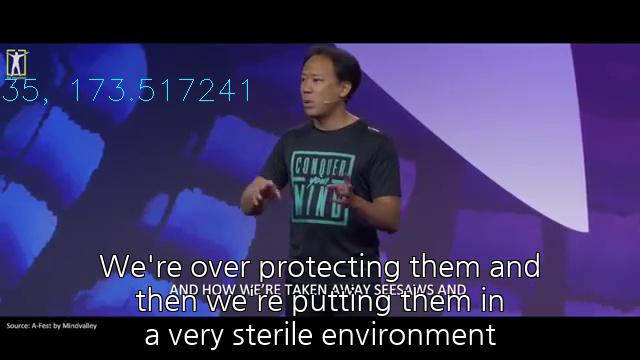 35, 173.517241
CONQUER
your
MIND
We're over protecting them and
AND HOW WE'RE TAKEN AWAY SEESAWS AND
then we're putting them in
a very sterile environment
Source: A-Fest by Mindvalley